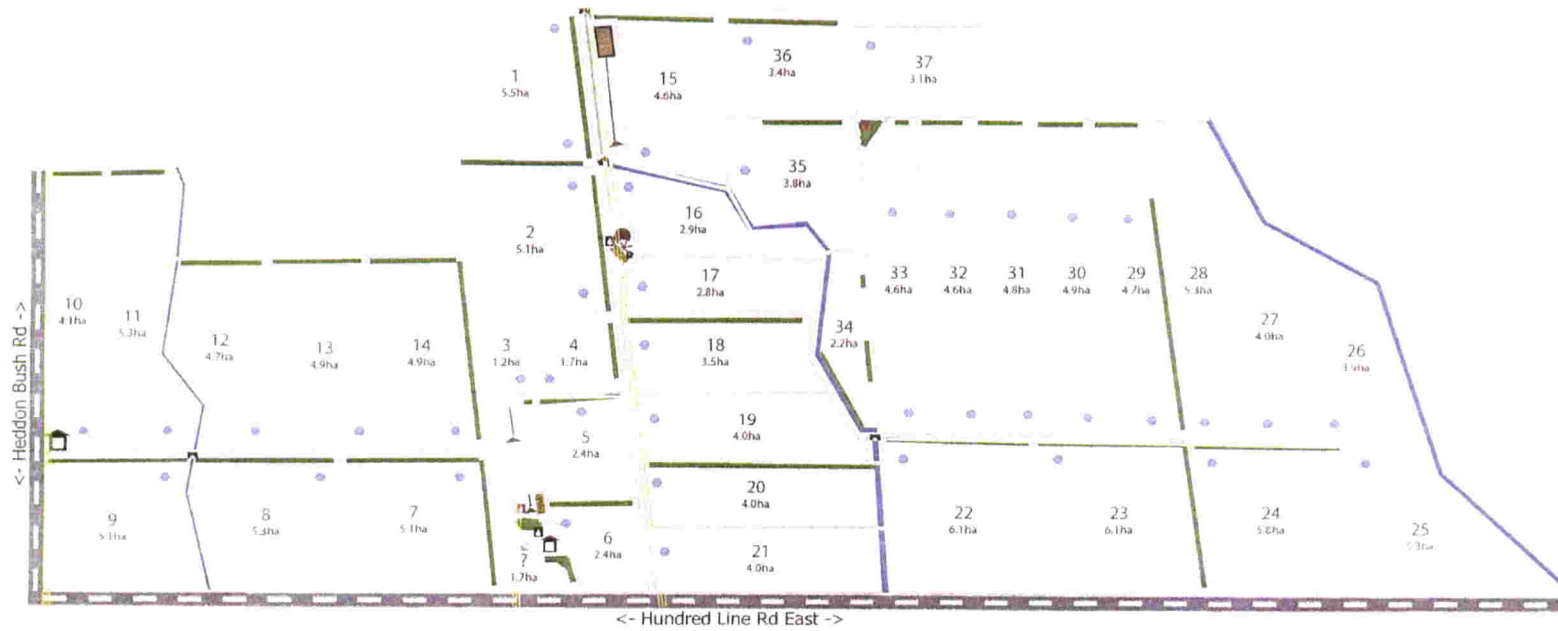 1
5.5ha
15
4.6ha
36
3.4ha
37
3.1ha
35
3.8ha
2
5.1ha
16
2.9ha
17
2.8ha
33
4.6ha
32
4.6ha
31
4.8ha
30
4.9ha
29
4.7ha
28
5.3ha
27
4.0ha
26
3.9ha
10
4.1ha
11
5.3ha
12
4.7ha
13
4.9ha
14
4.9ha
3
1.2ha
4
1.7ha
18
3.5ha
34
2.2ha
5
2.4ha
19
4.0ha
20
4.0ha
9
5.1ha
8
5.3ha
7
5.1ha
?
1.7ha
6
2.4ha
21
4.0ha
22
6.1ha
23
6.1ha
24
5.8ha
25
<- Heddon Bush Rd ->
<- Hundred Line Rd East ->